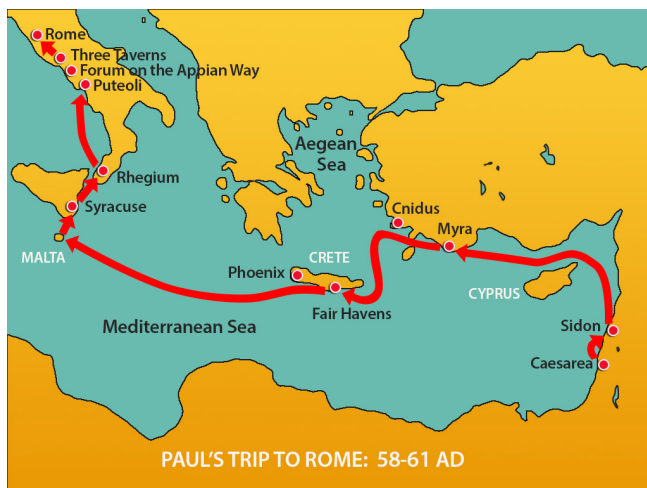 Rome
Three Taverns
Forum on the Appian Way
Puteoli
Aegean
Sea
Rhegium
Syracuse
Cnidus
Myra
MALTA
CRETE
Phoenix
CYPRUS
Fair Havens
Mediterranean Sea
Sidon
Caesarea
PAUL'S TRIP TO ROME: 58-61 AD